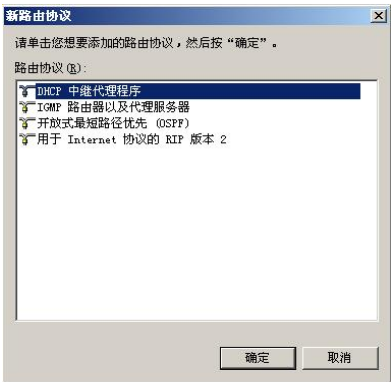 新路由协议
请单击您想要添加的路由协议，然后按“确定”。
路由协议(R):
DHCP 中继代理程序
IGMP 路由器以及代理服务器
开放式最短路径优先 (OSPF)
用于 Internet 协议的 RIP 版本 2
确定
取消